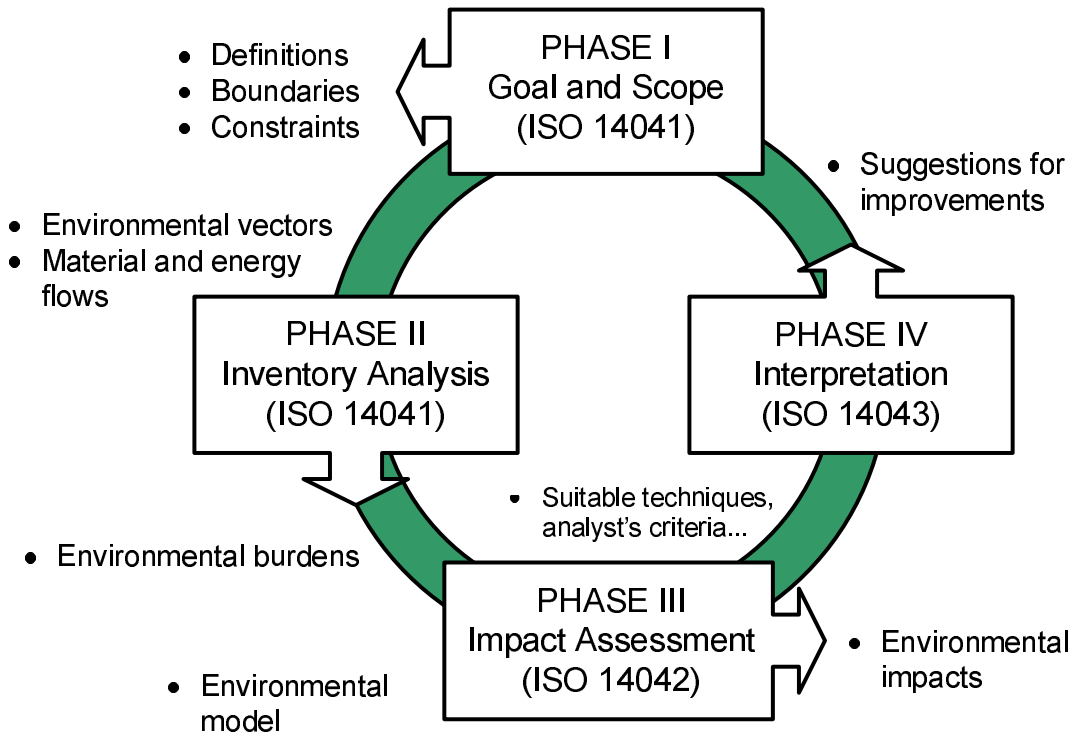 PHASE I
Goal and Scope
(ISO 14041)
• Definitions
• Boundaries
• Constraints
• Suggestions for
improvements
• Environmental vectors
• Material and energy
flows
PHASE II
Inventory Analysis
(ISO 14041)
PHASE IV
Interpretation
(ISO 14043)
• Suitable techniques,
analyst's criteria...
• Environmental burdens
PHASE III
Impact Assessment
(ISO 14042)
• Environmental
impacts
• Environmental
model